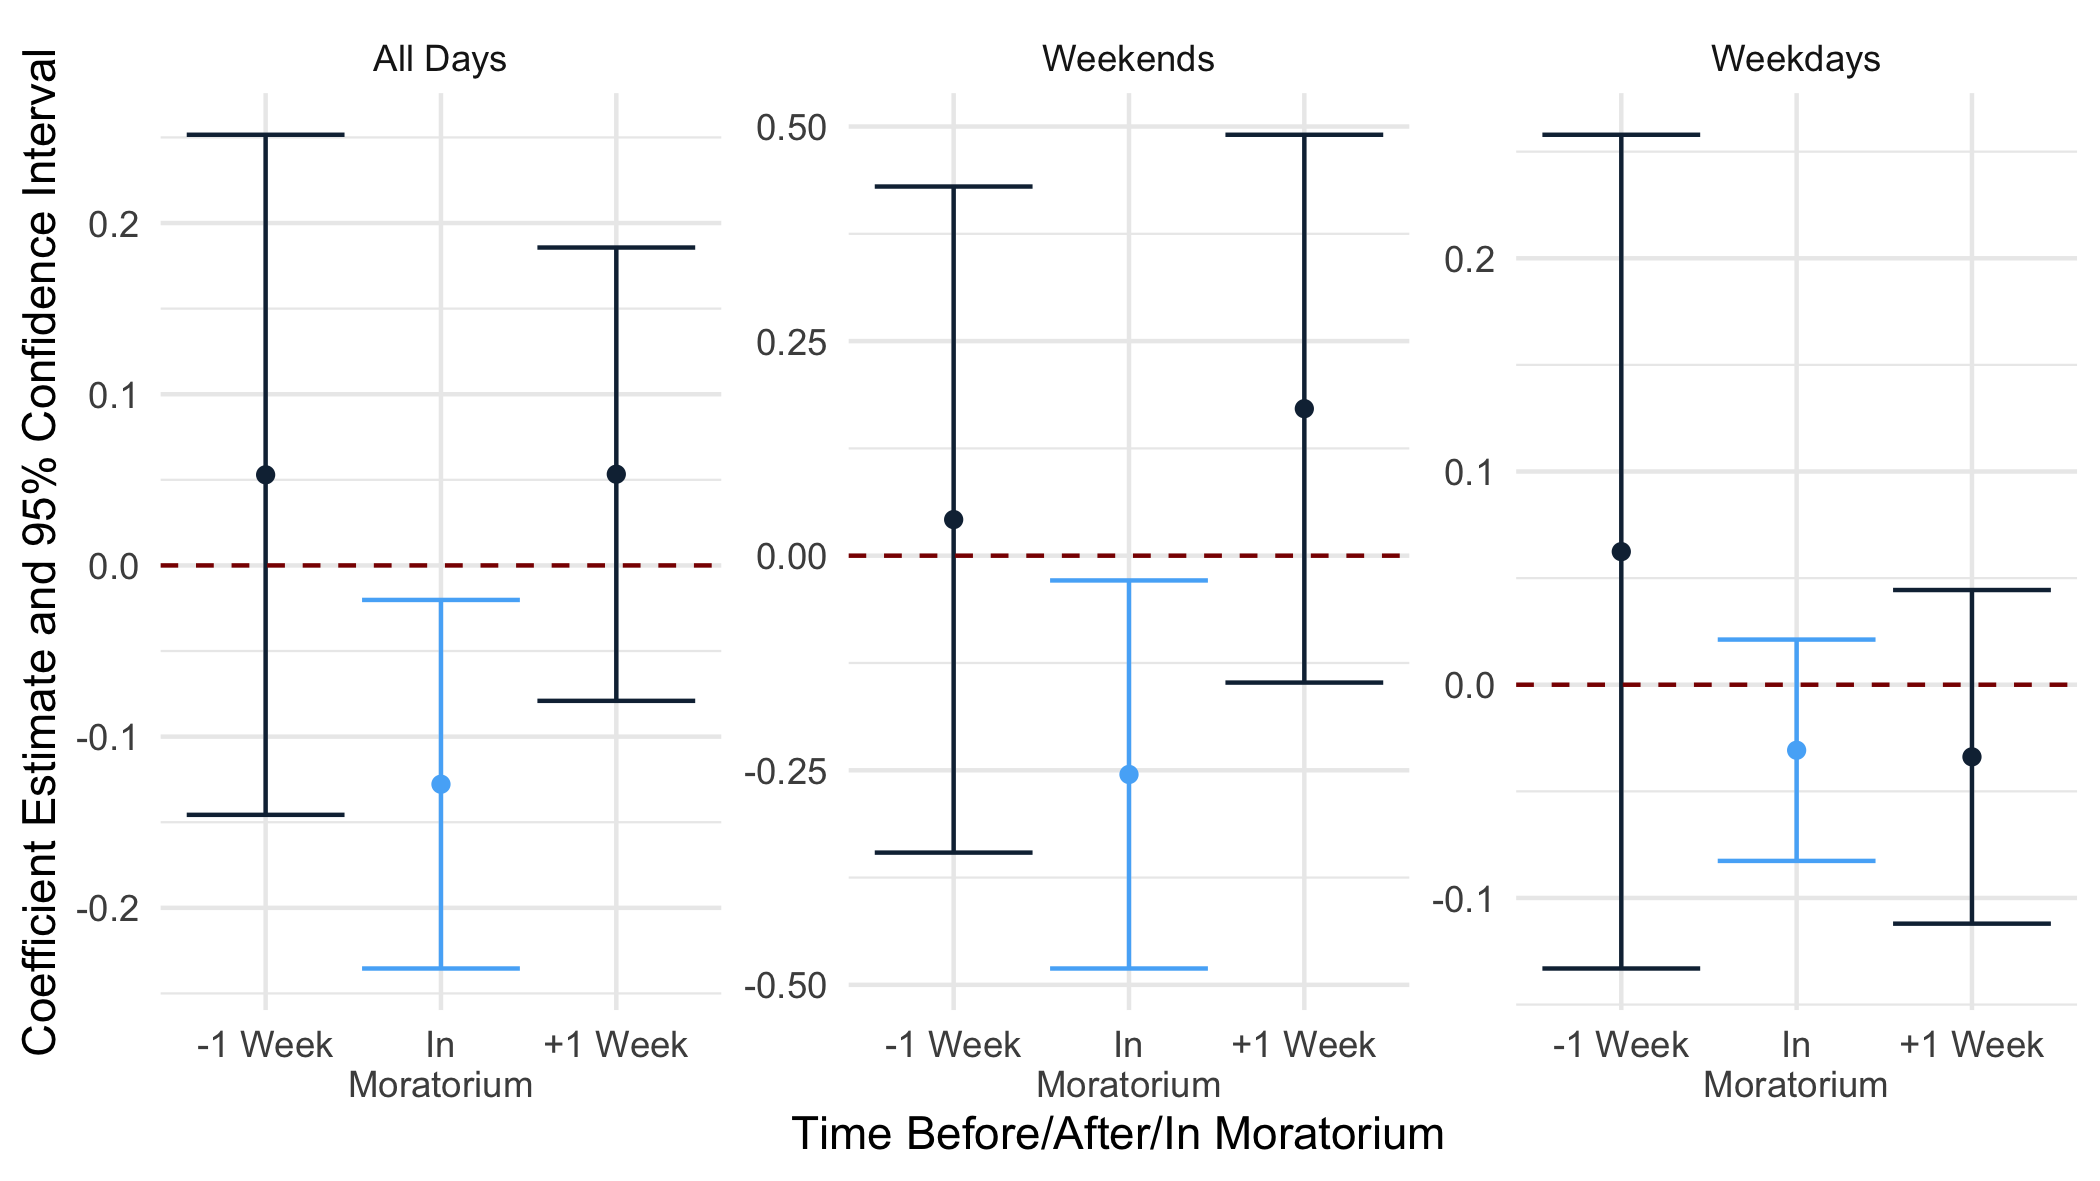 Coefficient Estimate and 95% Confidence Interval
All Days
0.2
0.1
0.0
-0.1
-0.2
-1 Week
In
Moratorium
+1 Week
Weekends
0.50
0.25
0.00
-0.25
-0.50
-1 Week
In
Moratorium
+1 Week
Weekdays
0.2
0.1
0.0
-0.1
-1 Week
In
Moratorium
+1 Week
Time Before/After/In Moratorium